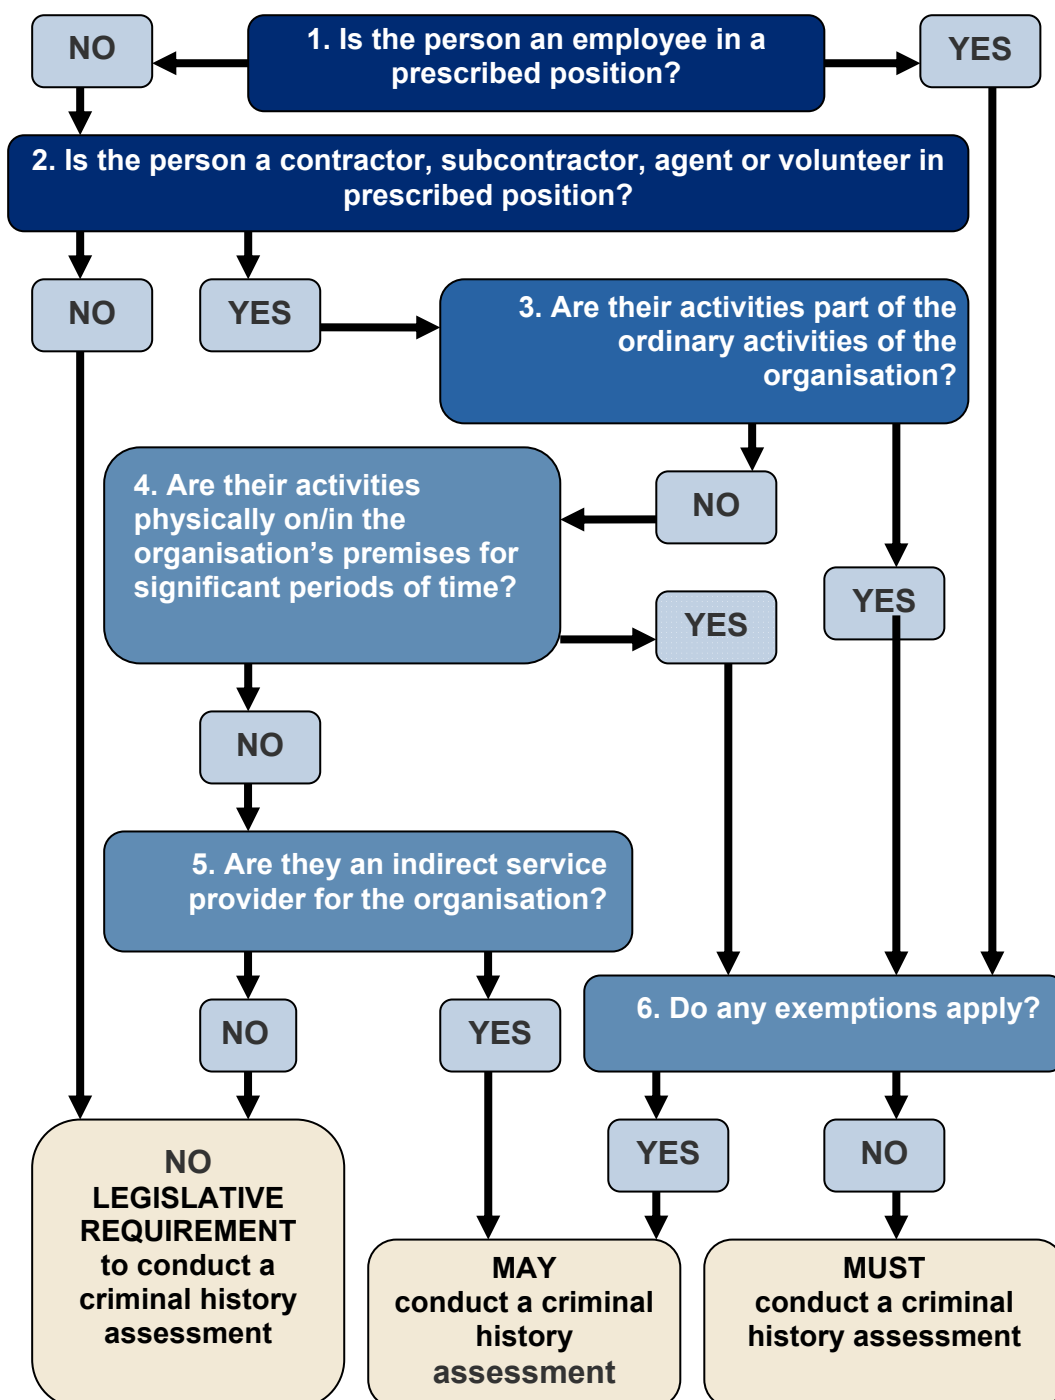 NO
1. Is the person an employee in a
prescribed position?
YES
2. Is the person a contractor, subcontractor, agent or volunteer in
prescribed position?
NO
YES
3. Are their activities part of the
ordinary activities of the
organisation?
4. Are their activities
physically on/in the
organisation’s premises for
significant periods of time?
NO
YES
YES
NO
5. Are they an indirect service
provider for the organisation?
NO
YES
6. Do any exemptions apply?
YES
NO
NO
LEGISLATIVE
REQUIREMENT
to conduct a
criminal history
assessment
MAY
conduct a criminal
history
assessment
MUST
conduct a criminal
history assessment